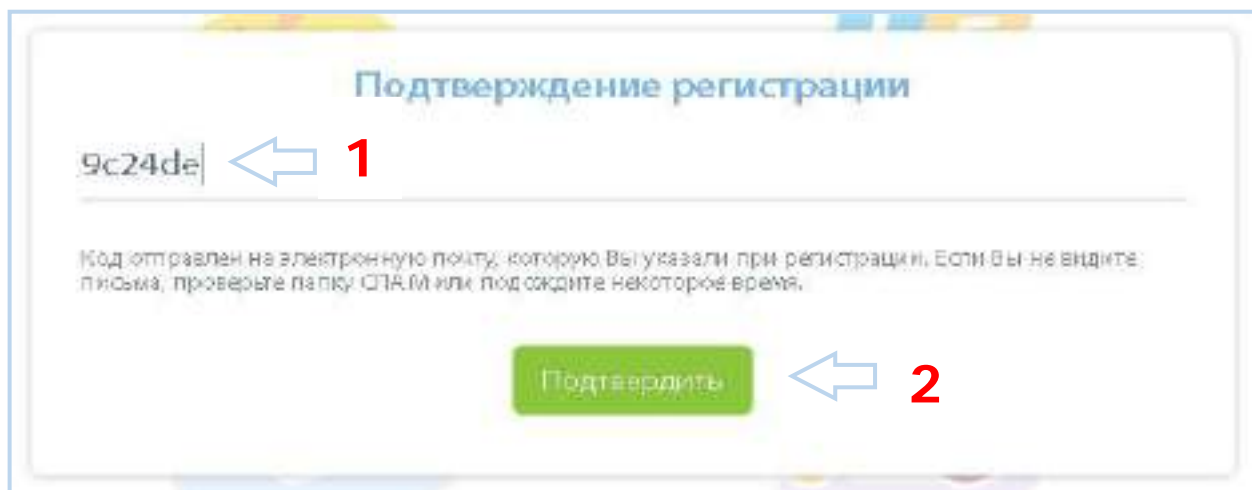 Подтверждение регистрации
9c24de
1
Код отправлен на электронную почту, которую Вы указали при регистрации. Если Вы не видите
письма, проверьте папку СПАМ или подождите некоторое время.
Подтвердить
2